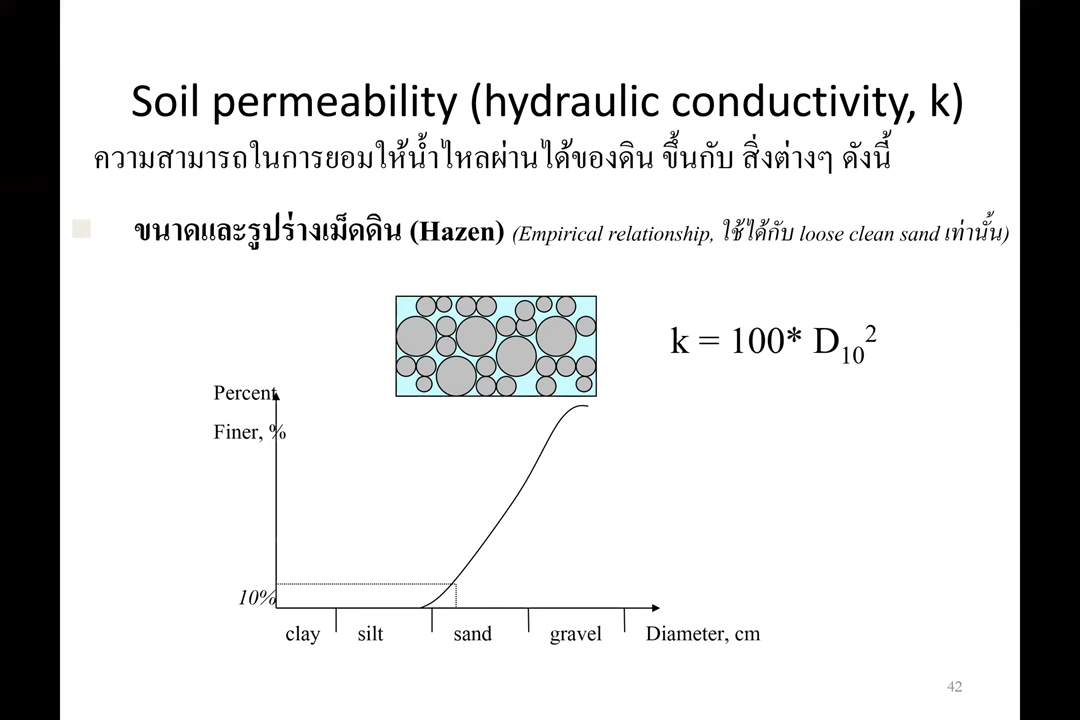 Soil permeability (hydraulic conductivity, k)
ความสามารถในการยอมให้น้ำไหลผ่านได้ของดิน ขึ้นกับ สิ่งต่างๆ ดังนี้
ขนาดและรูปร่างเม็ดดิน (Hazen) (Empirical relationship, ใช้ได้กับ loose clean sand เท่านั้น)
k = 100* D₁₀²
Percent
Finer, %
10%
clay silt sand gravel Diameter, cm
42